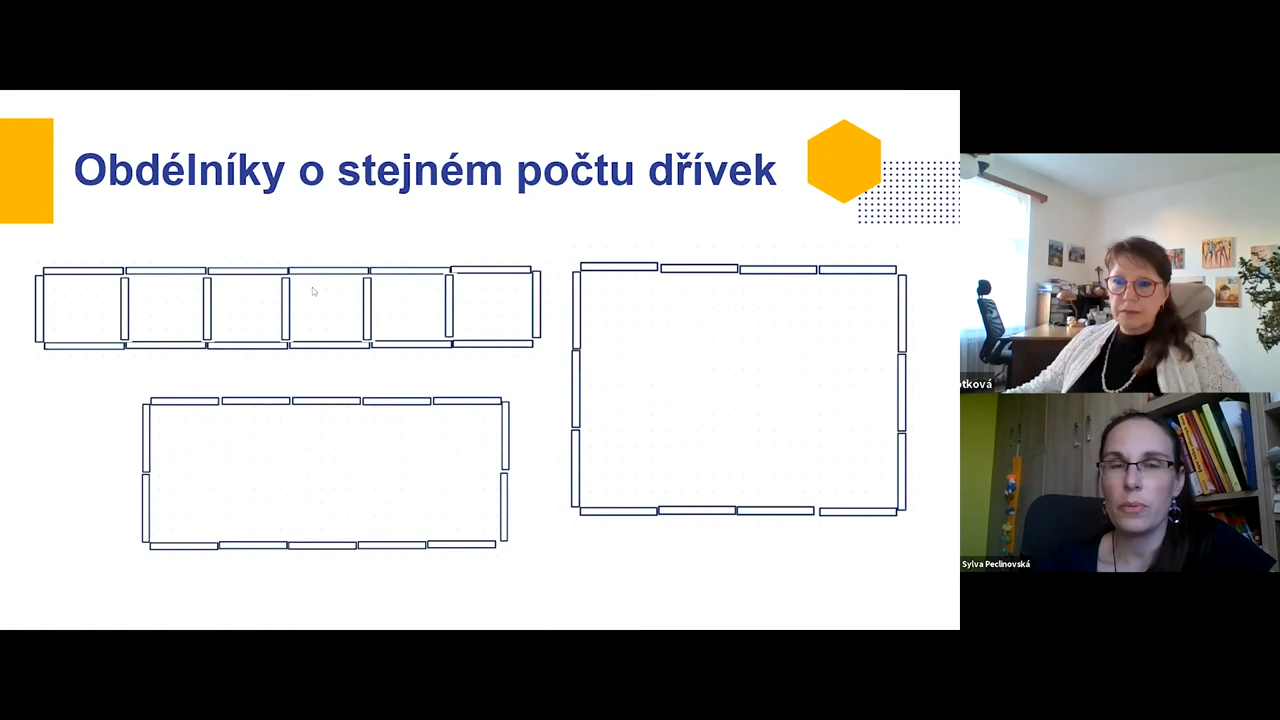 Obdélníky o stejném počtu dřívek
otková
Sylva Peclinovská